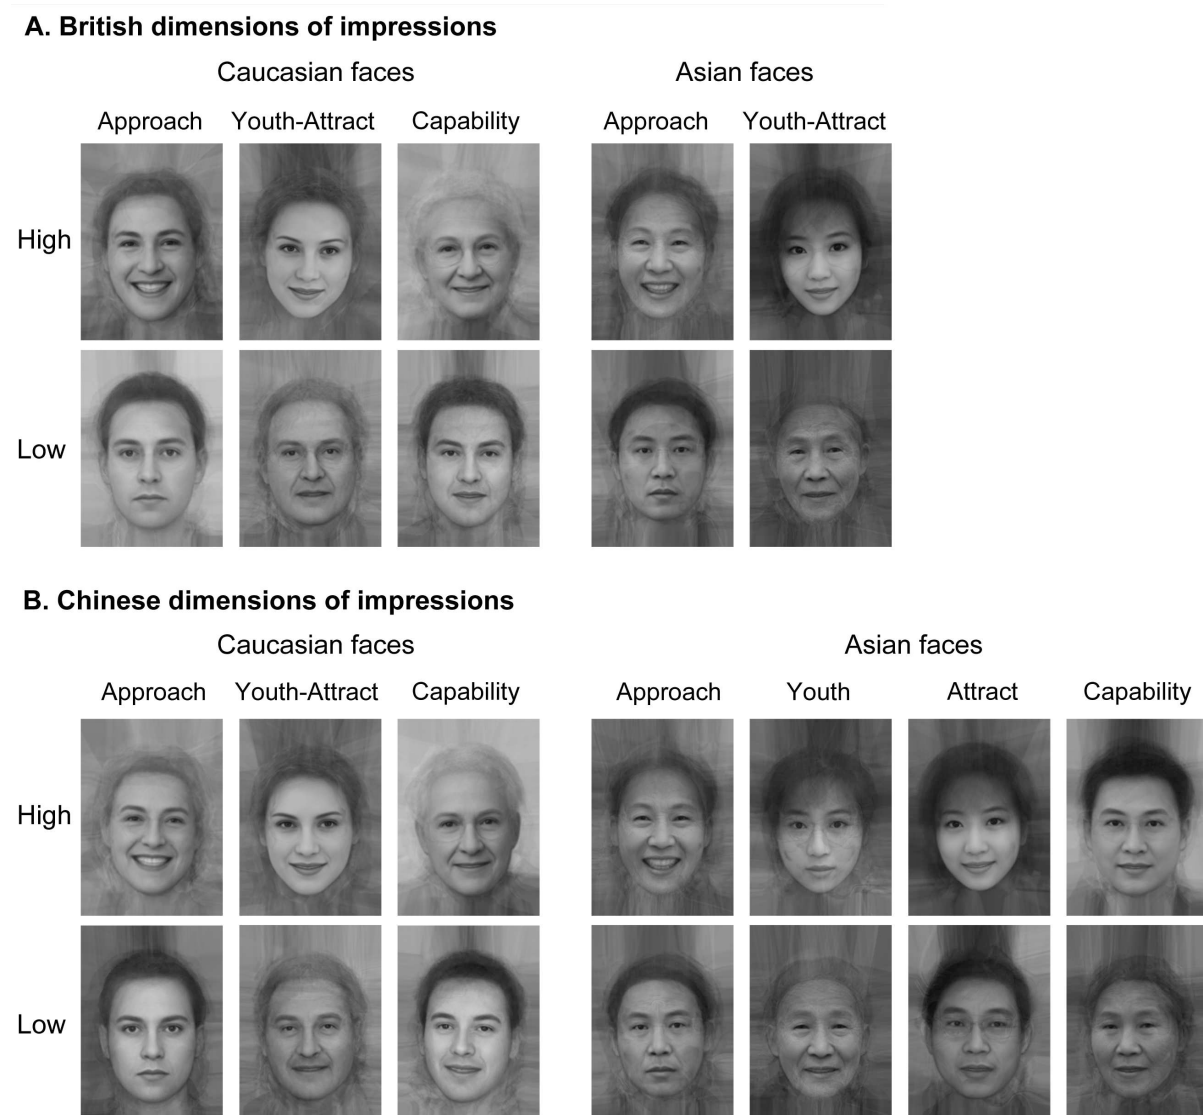 A. British dimensions of impressions
Caucasian faces Asian faces
Approach Youth-Attract Capability Approach Youth-Attract
High
Low
B. Chinese dimensions of impressions
Caucasian faces Asian faces
Approach Youth-Attract Capability Approach Youth Attract Capability
High
Low